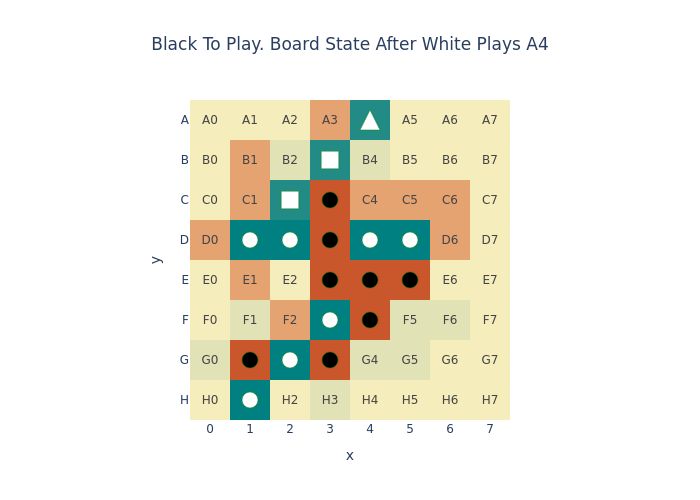 Black To Play. Board State After White Plays A4
A A0 A1 A2 A3 A5 A6 A7
B B0 B1 B2 B4 B5 B6 B7
C C0 C1 C4 C5 C6 C7
D D0 D6 D7
y
E E0 E1 E2 E6 E7
F F0 F1 F2 F5 F6 F7
G G0 G4 G5 G6 G7
H H0 H2 H3 H4 H5 H6 H7
0 1 2 3 4 5 6 7
x